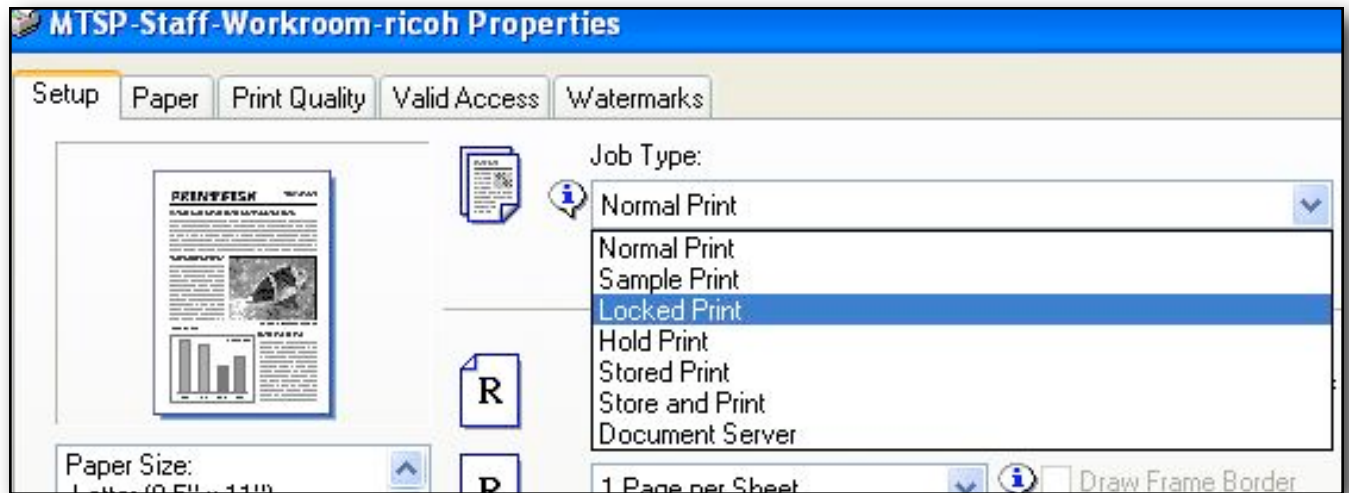 MTSP-Staff-Workroom-ricoh Properties
Setup Paper Print Quality Valid Access Watermarks
Job Type:
Normal Print
Normal Print
Sample Print
Locked Print
Hold Print
Stored Print
Store and Print
Document Server
PRINTFISH
R
Paper Size:
R
1 Page per Sheet
Draw Frame Border